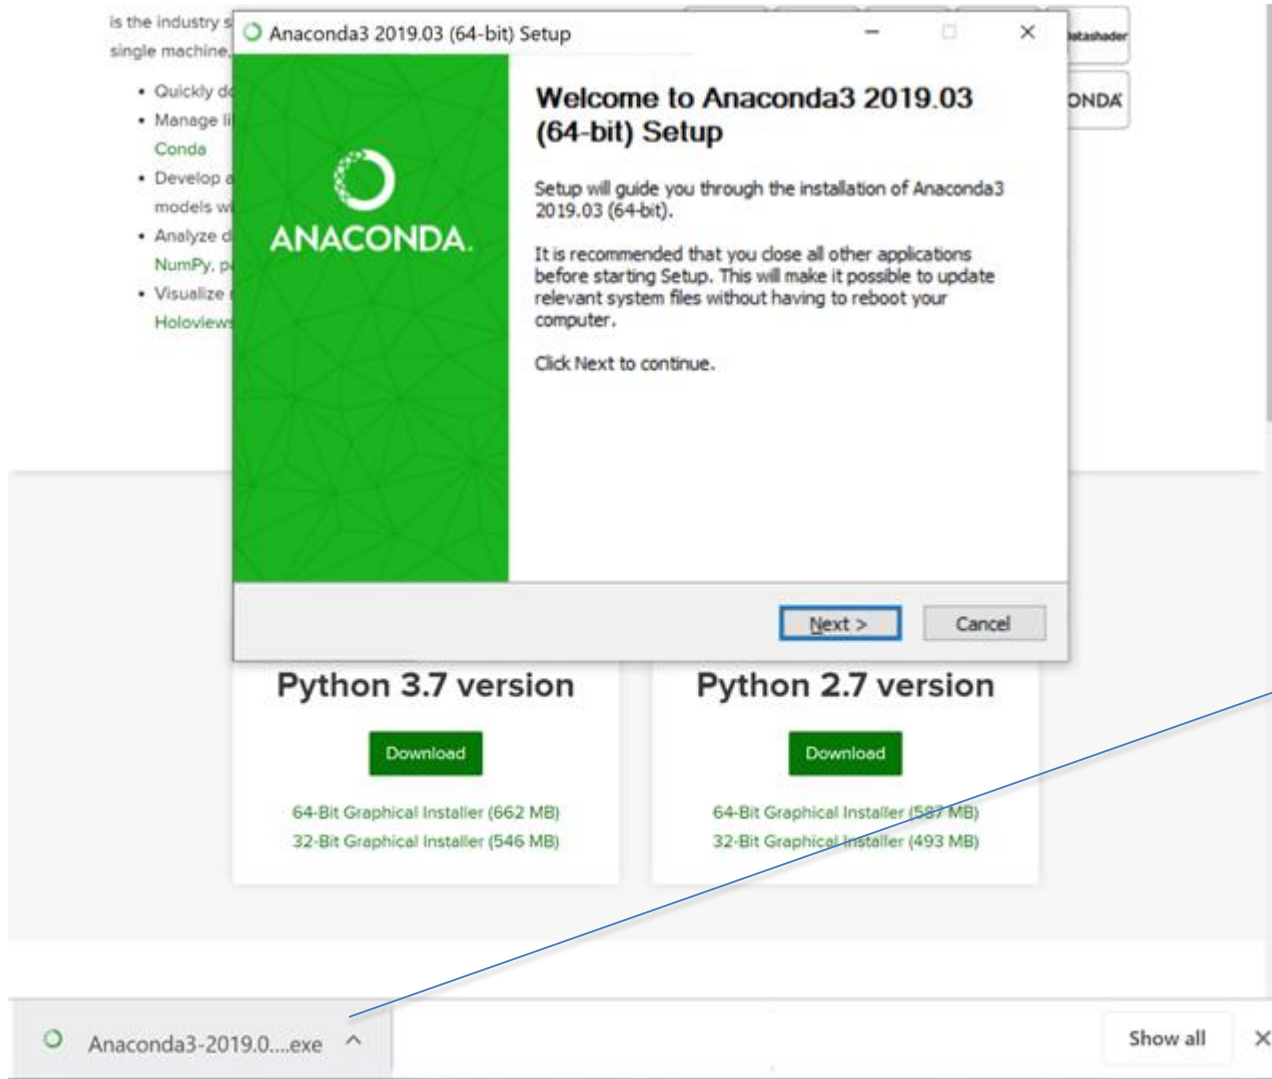 is the industry s
single machine,
• Quickly do
• Manage li
Conda
• Develop a
models wi
• Analyze d
NumPy, p
• Visualize
Holoviews
Anaconda3 2019.03 (64-bit) Setup
ANACONDA.
Welcome to Anaconda3 2019.03
(64-bit) Setup
Setup will guide you through the installation of Anaconda3
2019.03 (64-bit).
It is recommended that you close all other applications
before starting Setup. This will make it possible to update
relevant system files without having to reboot your
computer.
Click Next to continue.
Next >
Cancel
atashader
ONDA
Python 3.7 version
Download
64-Bit Graphical Installer (662 MB)
32-Bit Graphical Installer (546 MB)
Python 2.7 version
Download
64-Bit Graphical Installer (587 MB)
32-Bit Graphical Installer (493 MB)
Anaconda3-2019.0....exe
Show all